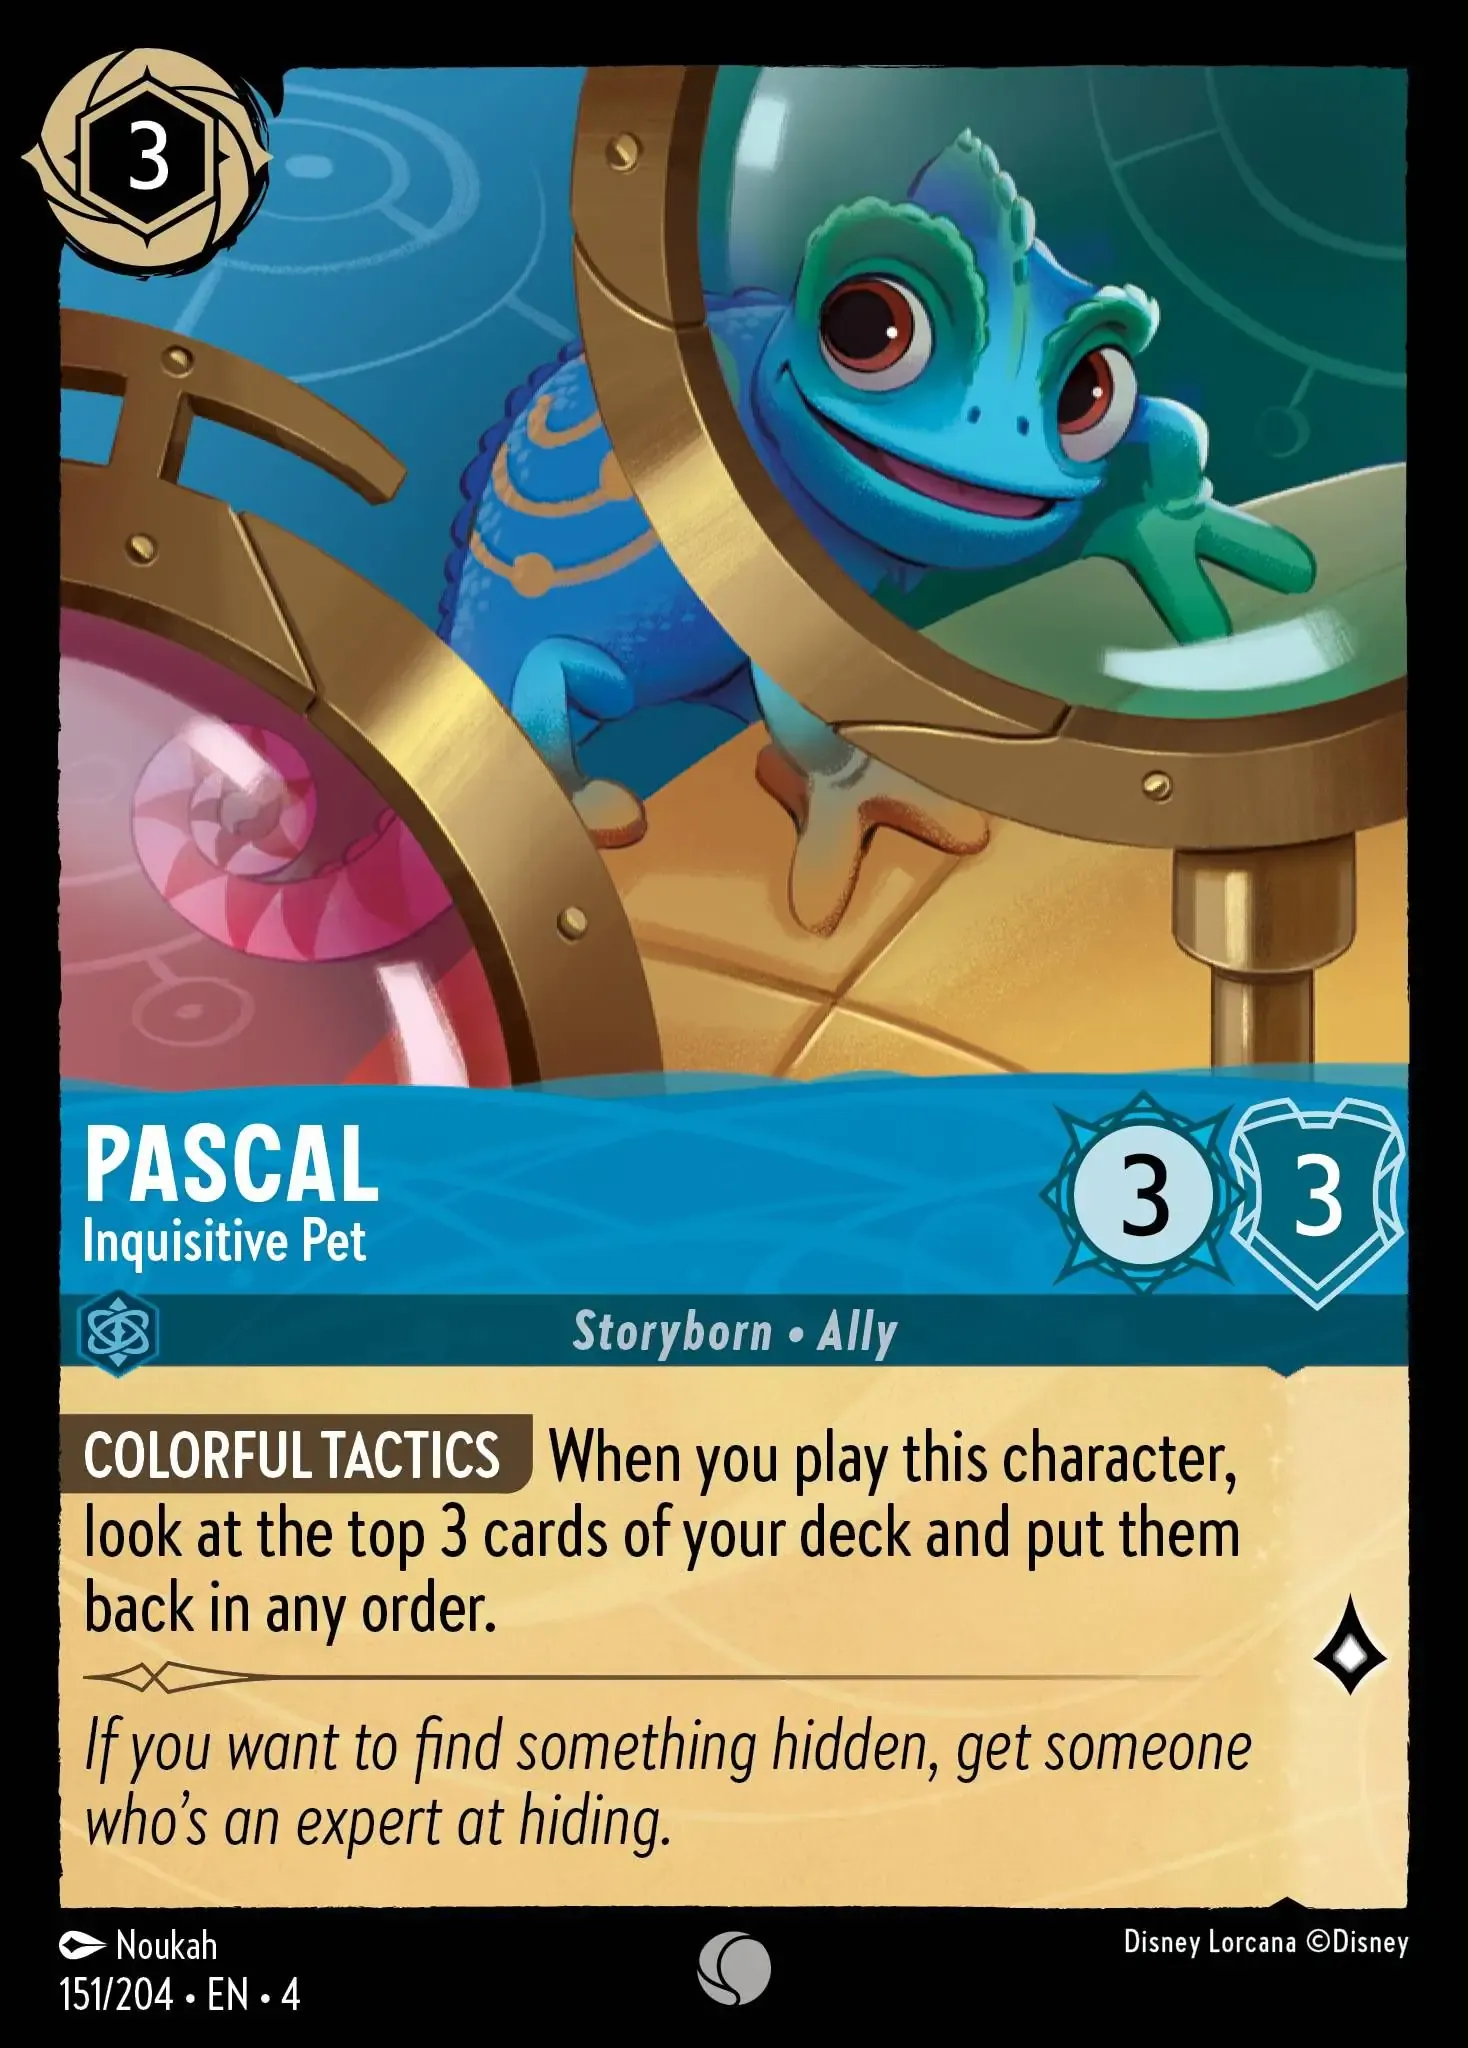 3
PASCAL
Inquisitive Pet
3
3
Storyborn • Ally
COLORFUL TACTICS When you play this character,
look at the top 3 cards of your deck and put them
back in any order.
If you want to find something hidden, get someone
who's an expert at hiding.
Noukah
Disney Lorcana ©Disney
151/204 • EN • 4